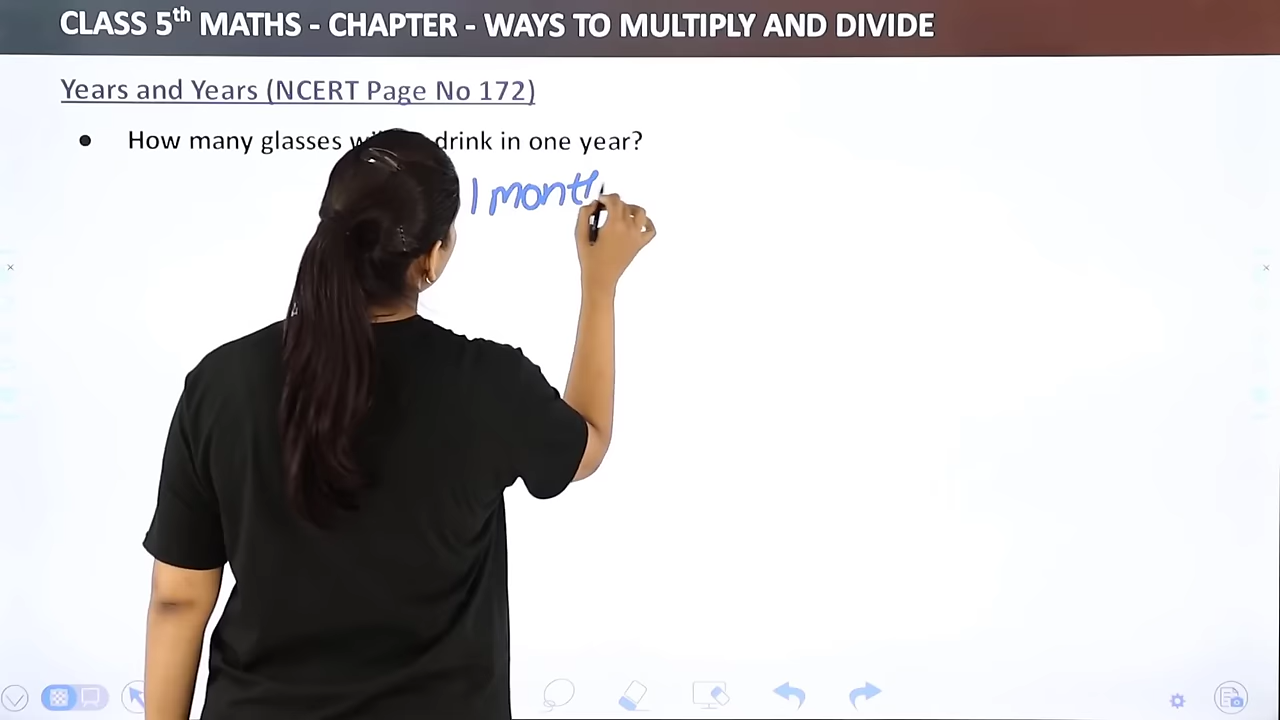 CLASS 5th MATHS - CHAPTER - WAYS TO MULTIPLY AND DIVIDE
Years and Years (NCERT Page No 172)
● How many glasses drink in one year?
1 month